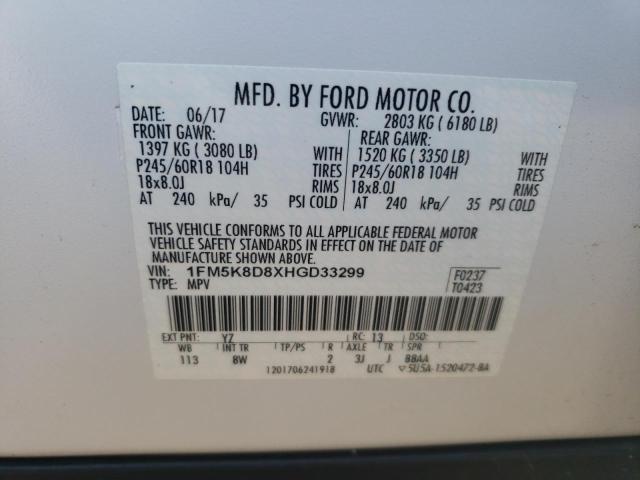 MFD. BY FORD MOTOR CO.
DATE: 06/17 GVWR: 2803 KG ( 6180 LB)
FRONT GAWR: REAR GAWR:
1397 KG ( 3080 LB) WITH 1520 KG ( 3350 LB) WITH
P245/60R18 104H TIRES P245/60R18 104H TIRES
18x8.0J RIMS 18x8.0J RIMS
AT 240 kPa/ 35 PSI COLD AT 240 kPa/ 35 PSI COLD
THIS VEHICLE CONFORMS TO ALL APPLICABLE FEDERAL MOTOR
VEHICLE SAFETY STANDARDS IN EFFECT ON THE DATE OF
MANUFACTURE SHOWN ABOVE.
VIN: 1FM5K8D8XHGD33299 F0237
TYPE: MPV T0423
EXT PNT: YZ RC: 13 DSO:
WB INT TR TP/PS R AXLE TR SPR
113 8W 2 3J J BBAA
1201706241918 UTC ▽5U5A-1520472-BA